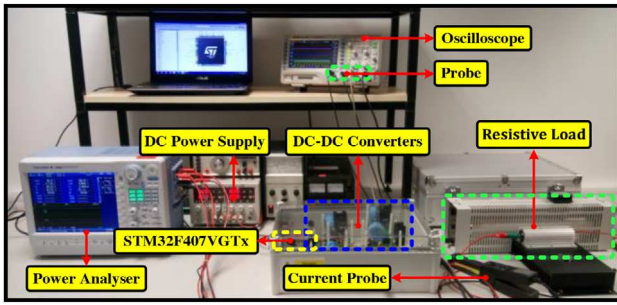 Oscilloscope
Probe
DC Power Supply
DC-DC Converters
Resistive Load
STM32F407VGTx
Power Analyser
Current Probe